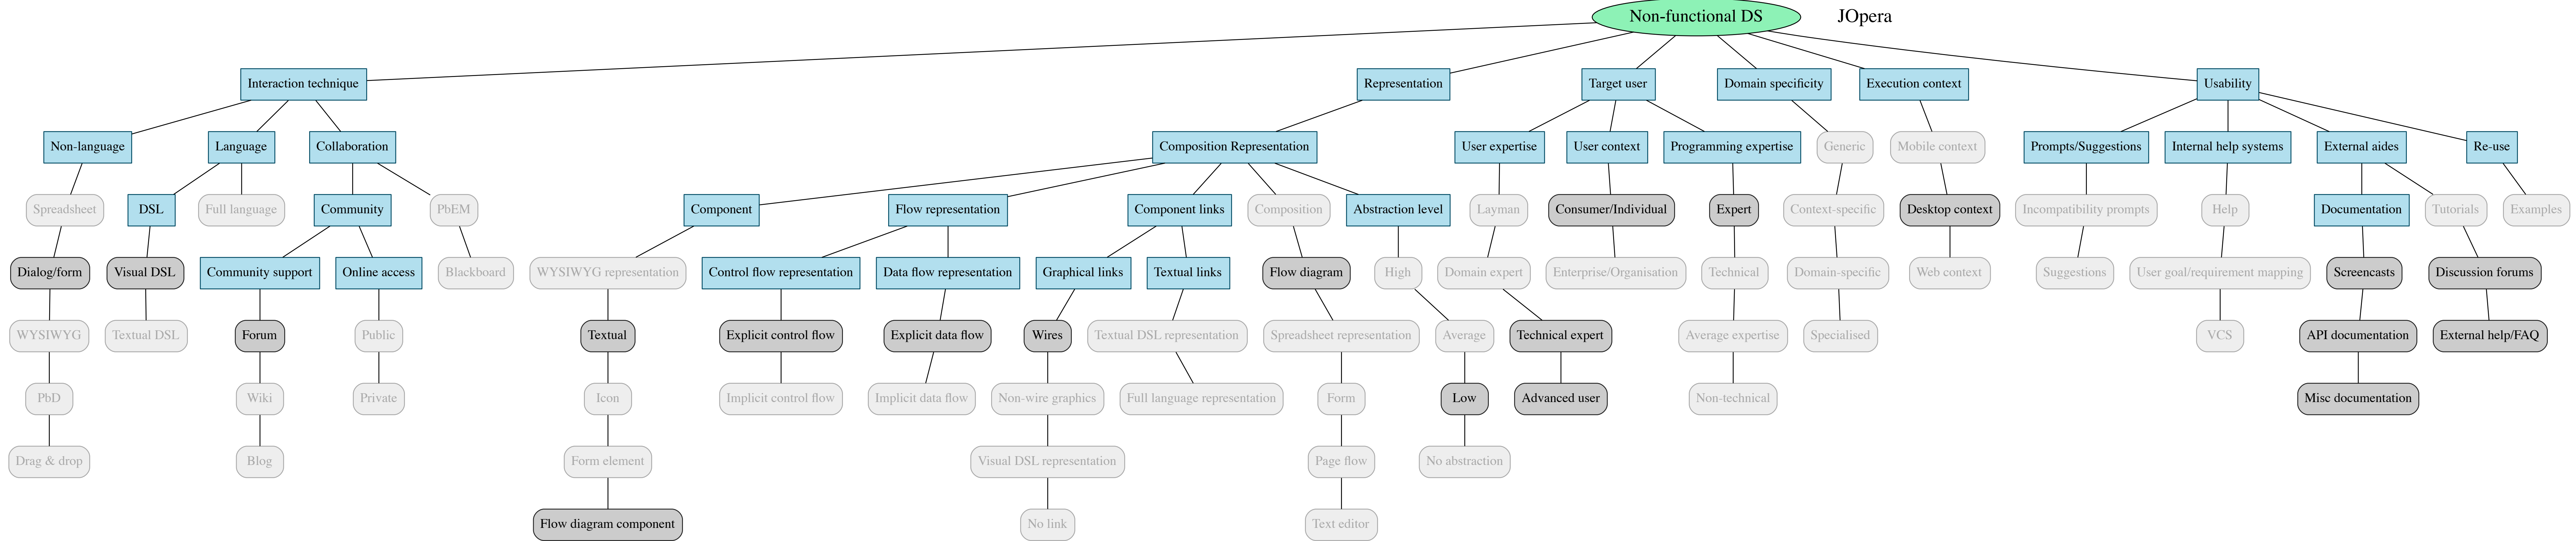 Non-functional DS
JOpera
Interaction technique
Representation
Target user
Domain specificity
Execution context
Usability
Non-language
Language
Collaboration
Composition Representation
User expertise
User context
Programming expertise
Generic
Mobile context
Prompts/Suggestions
Internal help systems
External aides
Re-use
Spreadsheet
DSL
Full language
Community
PbEM
Component
Flow representation
Component links
Composition
Abstraction level
Layman
Consumer/Individual
Expert
Context-specific
Desktop context
Incompatibility prompts
Help
Documentation
Tutorials
Examples
Dialog/form
Visual DSL
Community support
Online access
Blackboard
WYSIWYG representation
Control flow representation
Data flow representation
Graphical links
Textual links
Flow diagram
High
Domain expert
Enterprise/Organisation
Technical
Domain-specific
Web context
Suggestions
User goal/requirement mapping
Screencasts
Discussion forums
WYSIWYG
Textual DSL
Forum
Public
Textual
Explicit control flow
Explicit data flow
Wires
Textual DSL representation
Spreadsheet representation
Average
Technical expert
Average expertise
Specialised
VCS
API documentation
External help/FAQ
PbD
Wiki
Private
Icon
Implicit control flow
Implicit data flow
Non-wire graphics
Full language representation
Form
Low
Advanced user
Non-technical
Misc documentation
Drag & drop
Blog
Form element
Visual DSL representation
Page flow
No abstraction
Flow diagram component
No link
Text editor